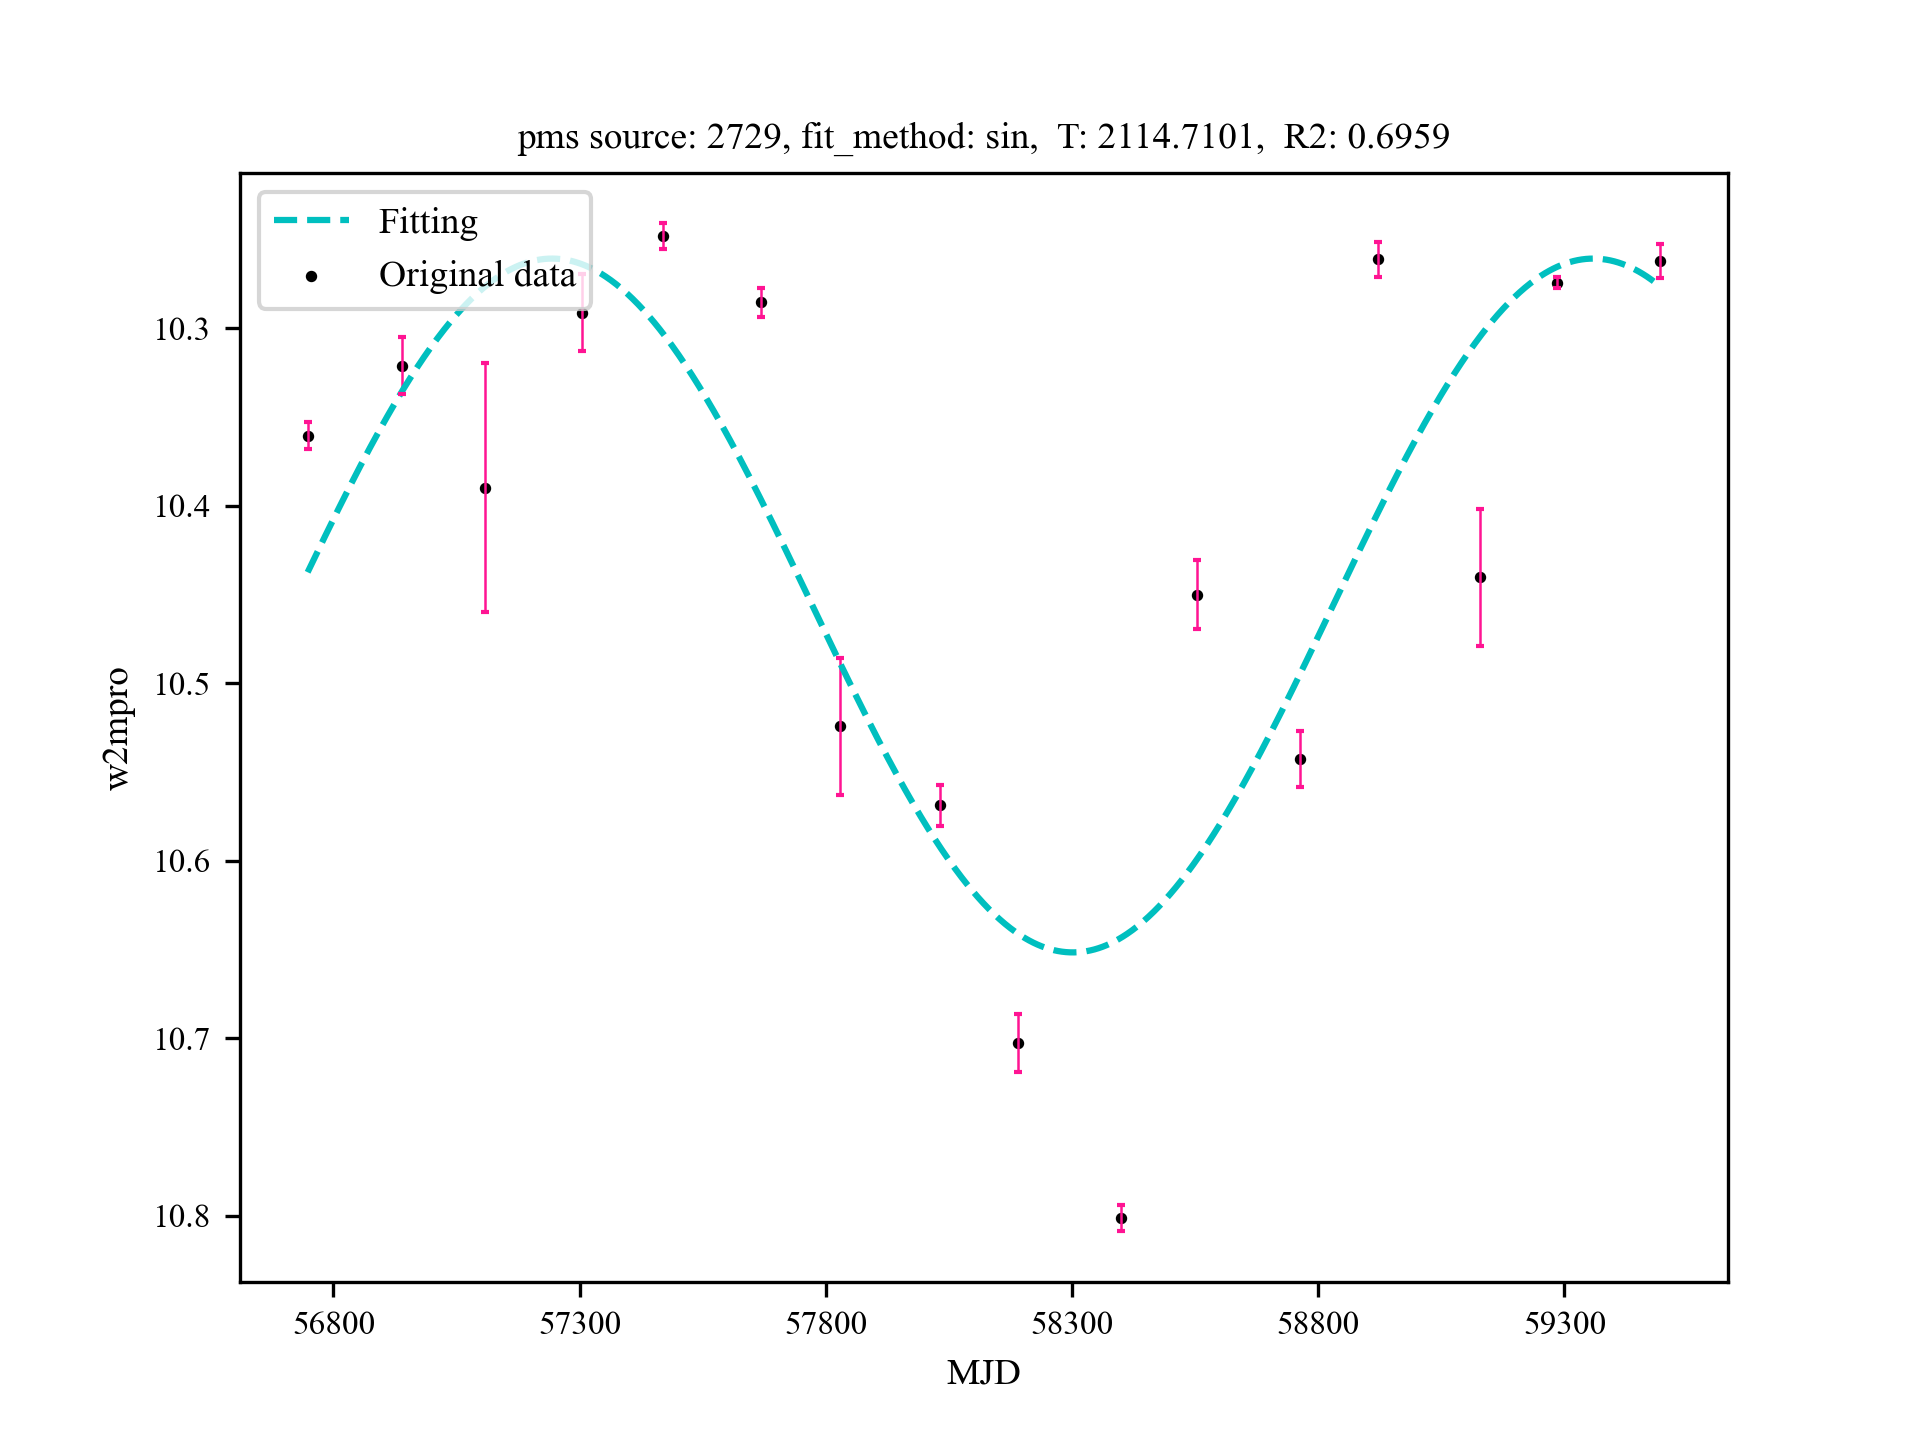 pms source: 2729, fit_method: sin,  T: 2114.7101,  R2: 0.6959
Fitting
Original data
10.3
10.4
10.5
10.6
10.7
10.8
w2mpro
56800 57300 57800 58300 58800 59300
MJD